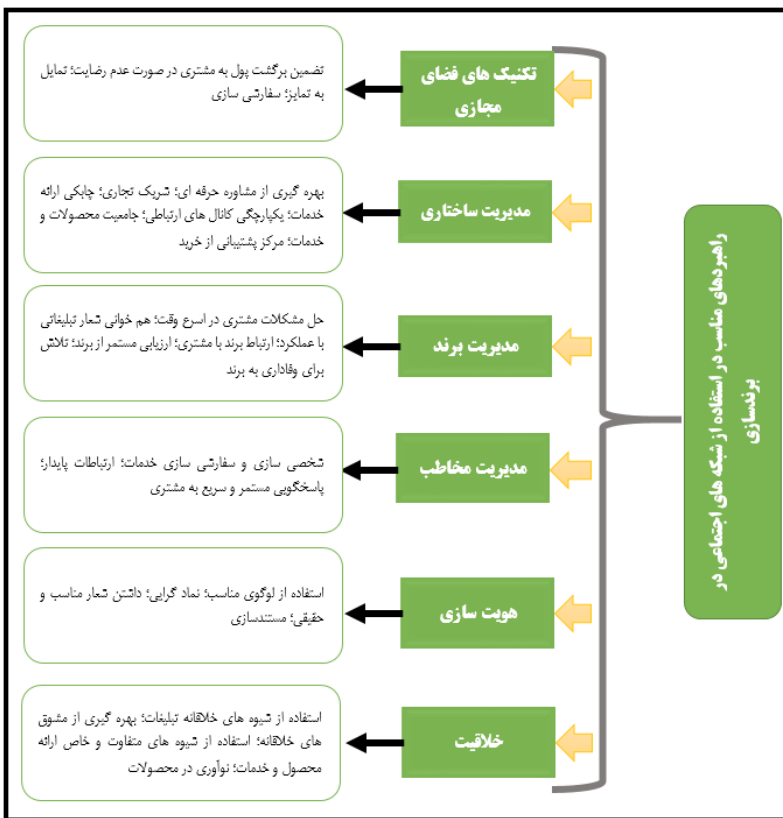 راهبردهای مناسب در استفاده از شبکه های اجتماعی در
برندسازی
تکنیک های فضای
مجازی
تضمین برگشت پول به مشتری در صورت عدم رضایت؛ تمایل
به تمایز؛ سفارشی سازی
مدیریت ساختاری
بهره گیری از مشاوره حرفه ای؛ شریک تجاری؛ چابکی ارائه
خدمات؛ یکپارچگی کانال های ارتباطی؛ جامعیت محصولات و
خدمات؛ مرکز پشتیبانی از خرید
مدیریت برند
حل مشکلات مشتری در اسرع وقت؛ هم خوانی شعار تبلیغاتی
با عملکرد؛ ارتباط برند با مشتری؛ ارزیابی مستمر از برند؛ تلاش
برای وفاداری به برند
مدیریت مخاطب
شخصی سازی و سفارشی سازی خدمات؛ ارتباطات پایدار؛
پاسخگویی مستمر و سریع به مشتری
هویت سازی
استفاده از لوگوی مناسب؛ نماد گرایی؛ داشتن شعار مناسب و
حقیقی؛ مستندسازی
خلاقیت
استفاده از شیوه های خلاقانه تبلیغات؛ بهره گیری از مشوق
های خلاقانه؛ استفاده از شیوه های متفاوت و خاص ارائه
محصول و خدمات؛ نوآوری در محصولات